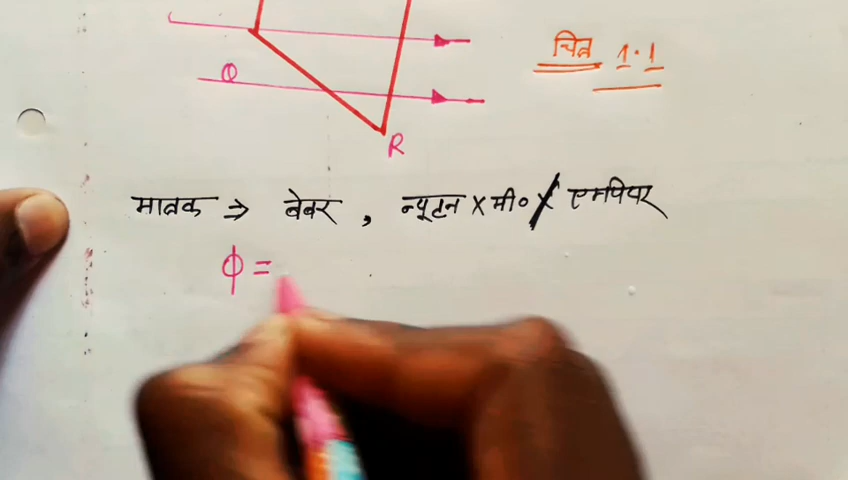 चित्र 1.1
Q
R
मात्रक ⇒ बेबर , न्यूटन X मी० / एम्पियर
ϕ =